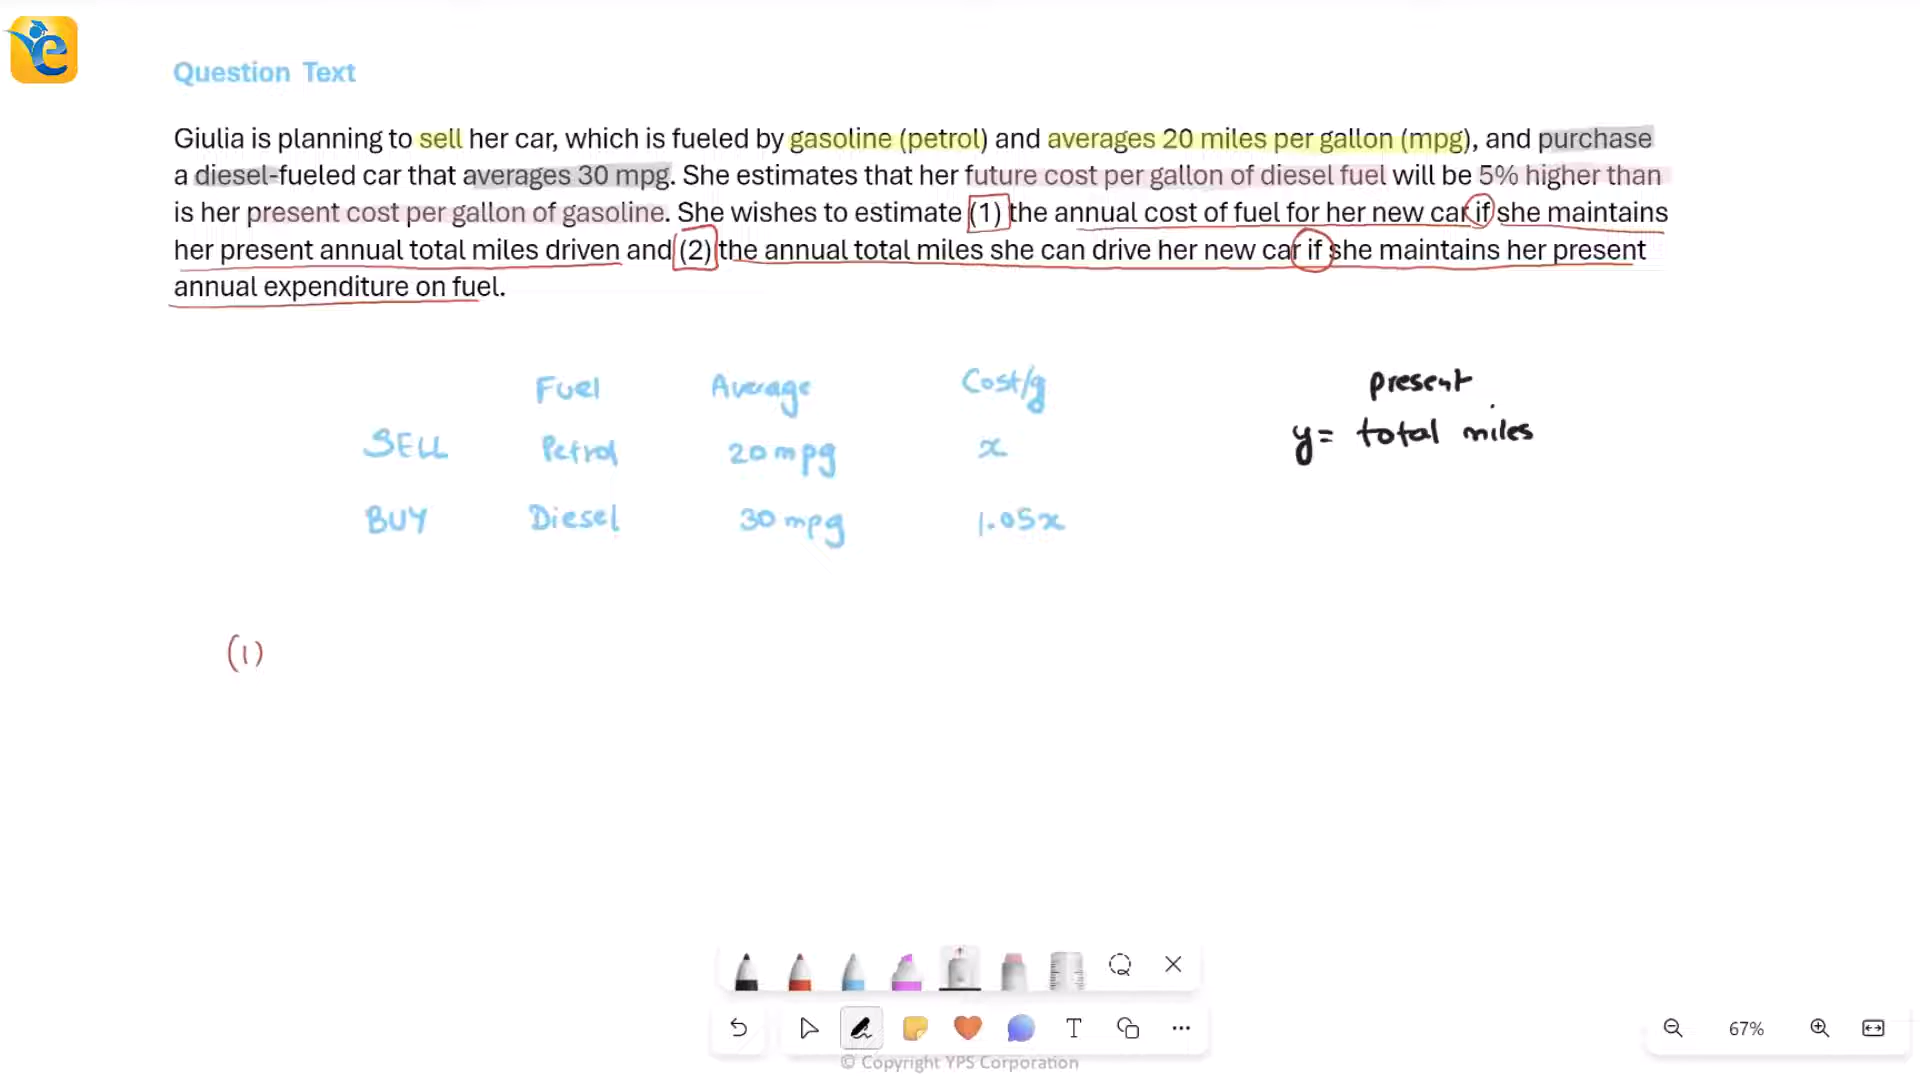 e
Question Text
Giulia is planning to sell her car, which is fueled by gasoline (petrol) and averages 20 miles per gallon (mpg), and purchase
a diesel-fueled car that averages 30 mpg. She estimates that her future cost per gallon of diesel fuel will be 5% higher than
is her present cost per gallon of gasoline. She wishes to estimate (1) the annual cost of fuel for her new car if she maintains
her present annual total miles driven and (2) the annual total miles she can drive her new car if she maintains her present
annual expenditure on fuel.
Fuel Average Cost/g
SELL Petrol 20 mpg x
BUY Diesel 30 mpg 1.05x
present
y = total miles
(1)
T
67%
© Copyright YPS Corporation